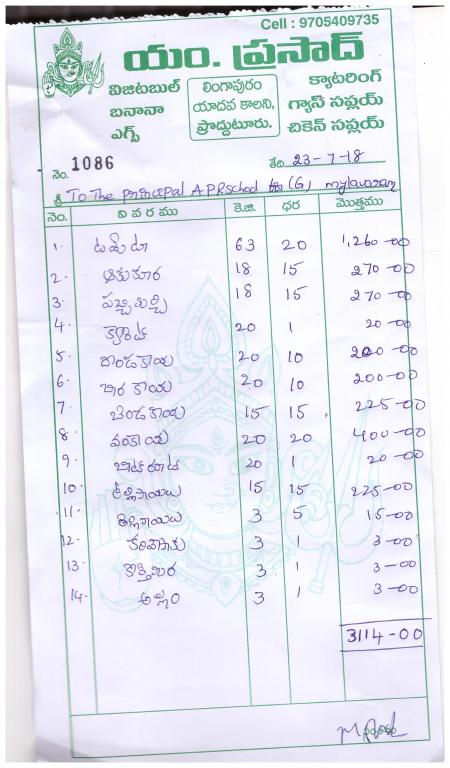 Cell : 9705409735
యం. ప్రసాద్
విజిటబుల్ లింగాపురం క్యాటరింగ్
బనానా యాదవ కాలని, గ్యాస్ సప్లయ్
ఎగ్స్ ప్రొద్దుటూరు. చికెన్ సప్లయ్
నెం. 1086 తేది 23-7-18
శ్రీ To The principal A.P.R School (G) mylavaram
నెం. వివరము కె.జి. ధర మొత్తము
1. టమోటా 63 20 1,260-00
2. ఆకుకూర 18 15 270-00
3. పచ్చిమిర్చి 18 15 270-00
4. క్యారెట్ 20 1 20-00
5. దొండకాయ 20 10 200-00
6. బీరకాయ 20 10 200-00
7. బెండకాయ 15 15 225-00
8. వంకాయ 20 20 400-00
9. బీట్‌రూట్ 20 1 20-00
10. 15 15 225-00
11. 3 5 15-00
12. కరివేపాకు 3 1 3-00
13. కొత్తిమిర 3 1 3-00
14. అల్లం 3 1 3-00
3114-00